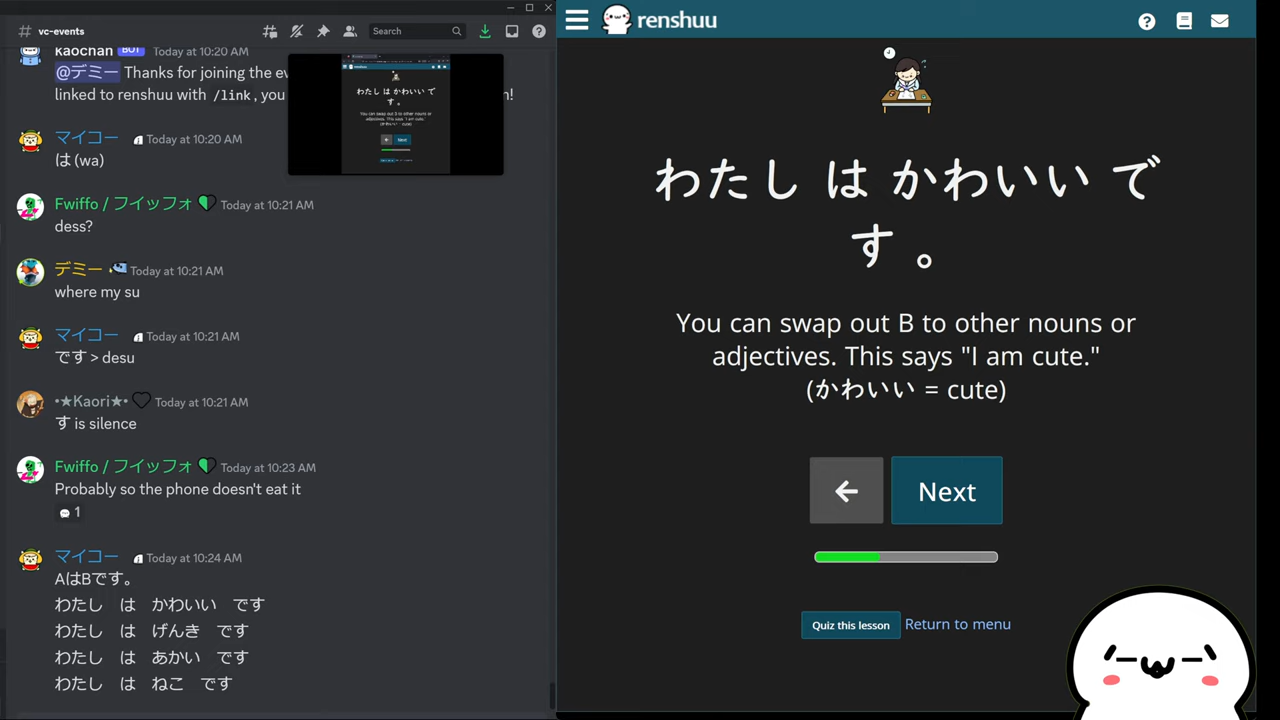 # vc-events
Search
kaochan BOT Today at 10:20 AM
@デミー Thanks for joining the ev
linked to renshuu with /link, you
n!
マイコー Today at 10:20 AM
は (wa)
Fwiffo / フイッフォ Today at 10:21 AM
dess?
デミー Today at 10:21 AM
where my su
マイコー Today at 10:21 AM
です > desu
•★Kaori★• Today at 10:21 AM
す is silence
Fwiffo / フイッフォ Today at 10:23 AM
Probably so the phone doesn't eat it
1
マイコー Today at 10:24 AM
AはBです。
わたし は かわいい です
わたし は げんき です
わたし は あかい です
わたし は ねこ です
renshuu
わたし は かわいい で
す 。
You can swap out B to other nouns or
adjectives. This says "I am cute."
(かわいい = cute)
Next
Quiz this lesson Return to menu